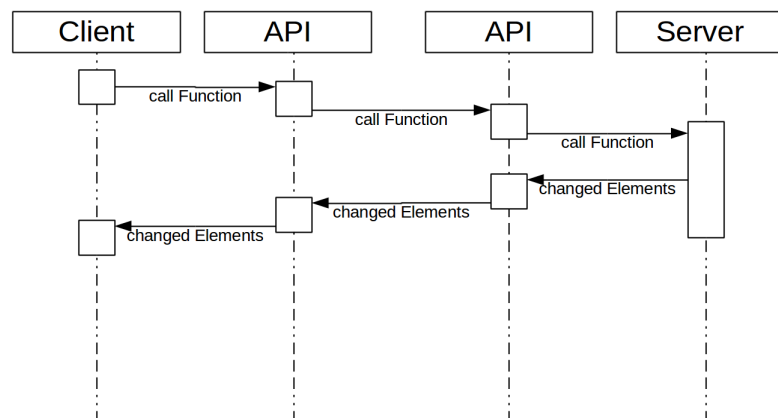 Client
API
API
Server
call Function
call Function
call Function
changed Elements
changed Elements
changed Elements